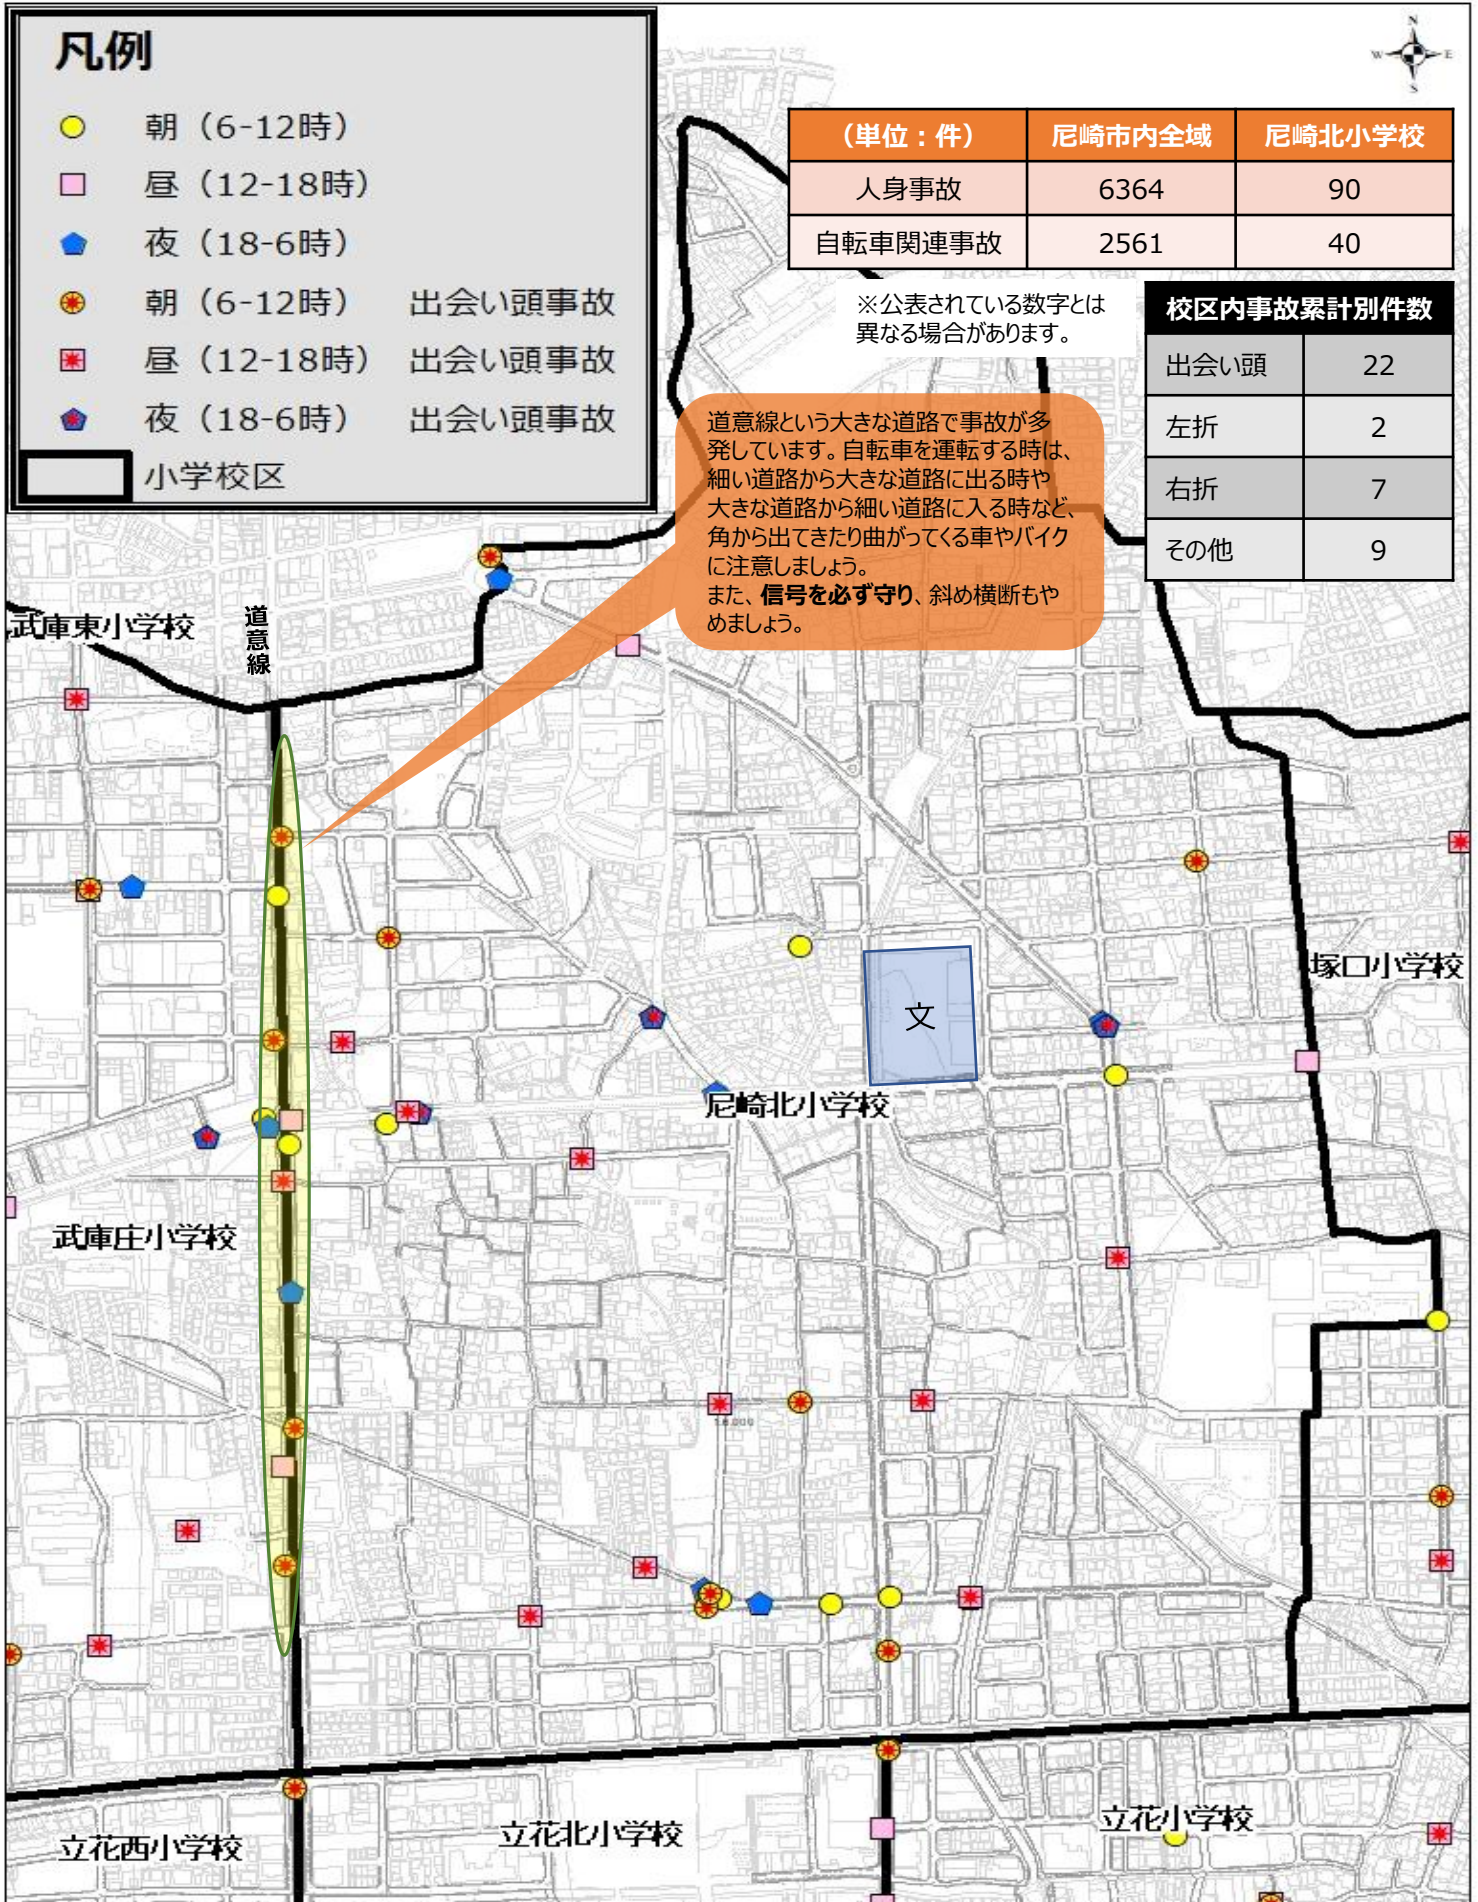 凡例
朝（6-12時）
昼（12-18時）
夜（18-6時）
朝（6-12時）　出会い頭事故
昼（12-18時）　出会い頭事故
夜（18-6時）　出会い頭事故
小学校区
N
W E
S
（単位：件） 尼崎市内全域 尼崎北小学校
人身事故 6364 90
自転車関連事故 2561 40
※公表されている数字とは
異なる場合があります。
校区内事故累計別件数
出会い頭 22
左折 2
右折 7
その他 9
道意線という大きな道路で事故が多
発しています。自転車を運転する時は、
細い道路から大きな道路に出る時や
大きな道路から細い道路に入る時など、
角から出てきたり曲がってくる車やバイク
に注意しましょう。
また、信号を必ず守り、斜め横断もや
めましょう。
武庫東小学校
道意線
塚口小学校
文
尼崎北小学校
武庫庄小学校
1:6,000
立花西小学校
立花北小学校
立花小学校